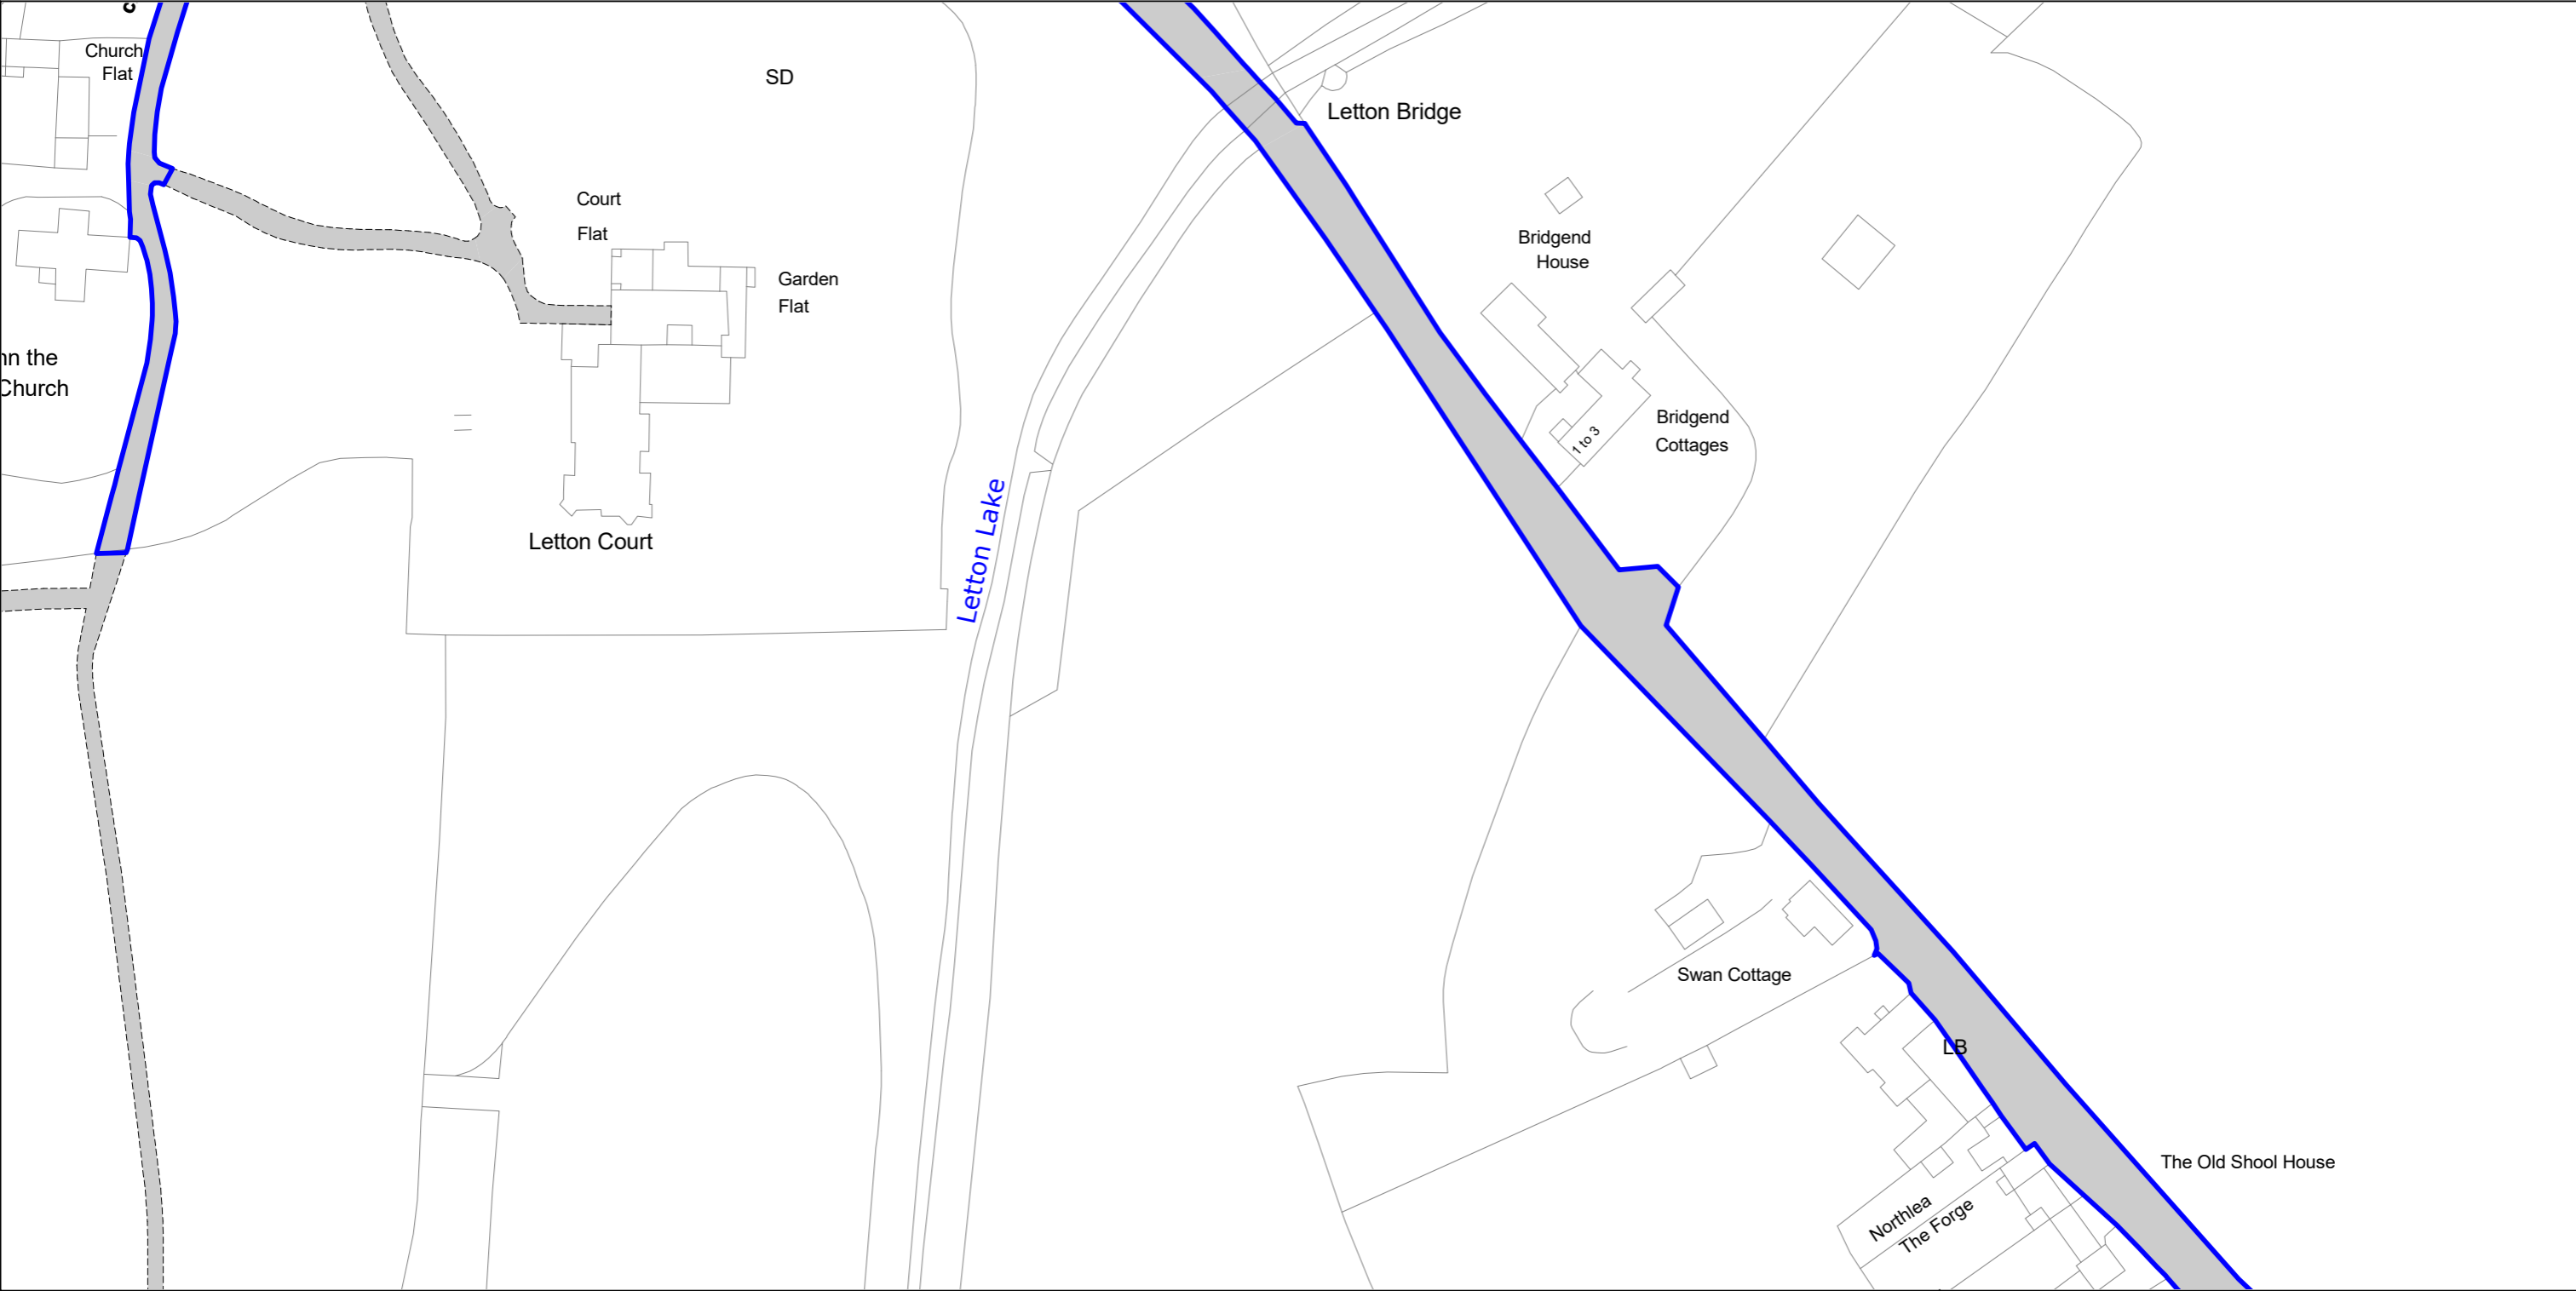 Church
Flat
SD
Letton Bridge
Court
Flat
Bridgend
House
Garden
Flat
the
Church
Bridgend
Cottages
1 to 3
Letton Lake
Letton Court
Swan Cottage
LB
The Old Shool House
Northlea
The Forge